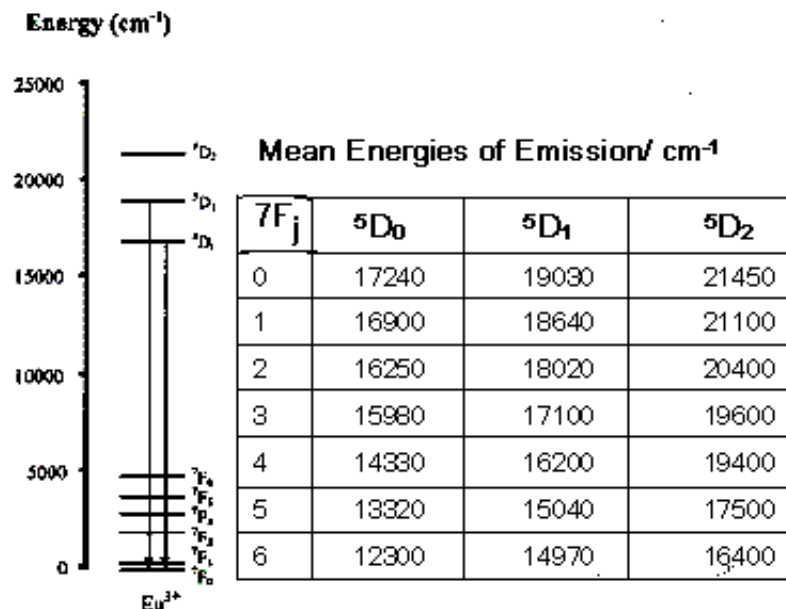 Energy (cm⁻¹)
25000
20000
15000
10000
5000
0
⁵D₁
Eu³⁺
Mean Energies of Emission/ cm⁻¹
7Fj ⁵D₀ ⁵D₁ ⁵D₂
0 17240 19030 21450
1 16900 18640 21100
2 16250 18020 20400
3 15980 17100 19600
4 14330 16200 19400
5 13320 15040 17500
6 12300 14970 16400